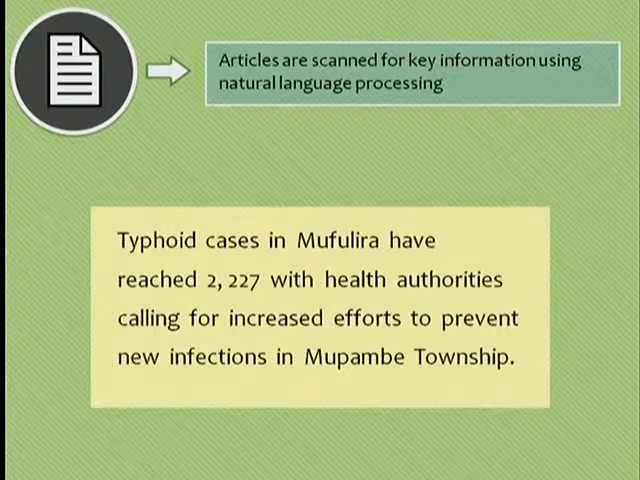 Articles are scanned for key information using
natural language processing
Typhoid cases in Mufulira have
reached 2,227 with health authorities
calling for increased efforts to prevent
new infections in Mupambe Township.